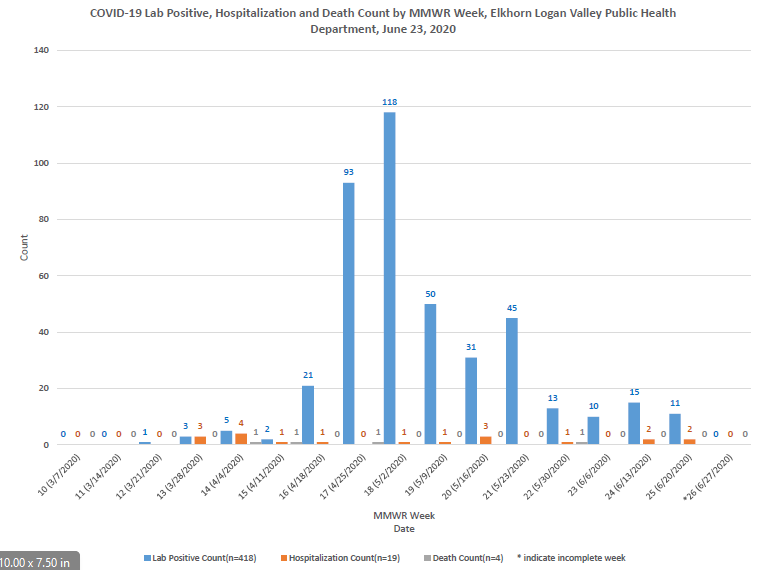 COVID-19 Lab Positive, Hospitalization and Death Count by MMWR Week, Elkhorn Logan Valley Public Health
Department, June 23, 2020
140
120
100
80
60
40
20
0
Count
0 0 0
0 0 0
1 0 0
3 3 0
5 4 1
2 1 1
21 1 0
93 0 1
118 1 0
50 1 0
31 3 0
45 0 0
13 1 1
10 0 0
15 2 0
11 2 0
0 0 0
10 (3/7/2020)
11 (3/14/2020)
12 (3/21/2020)
13 (3/28/2020)
14 (4/4/2020)
15 (4/11/2020)
16 (4/18/2020)
17 (4/25/2020)
18 (5/2/2020)
19 (5/9/2020)
20 (5/16/2020)
21 (5/23/2020)
22 (5/30/2020)
23 (6/6/2020)
24 (6/13/2020)
25 (6/20/2020)
*26 (6/27/2020)
MMWR Week
Date
Lab Positive Count(n=418) Hospitalization Count(n=19) Death Count(n=4) * indicate incomplete week
10.00 x 7.50 in